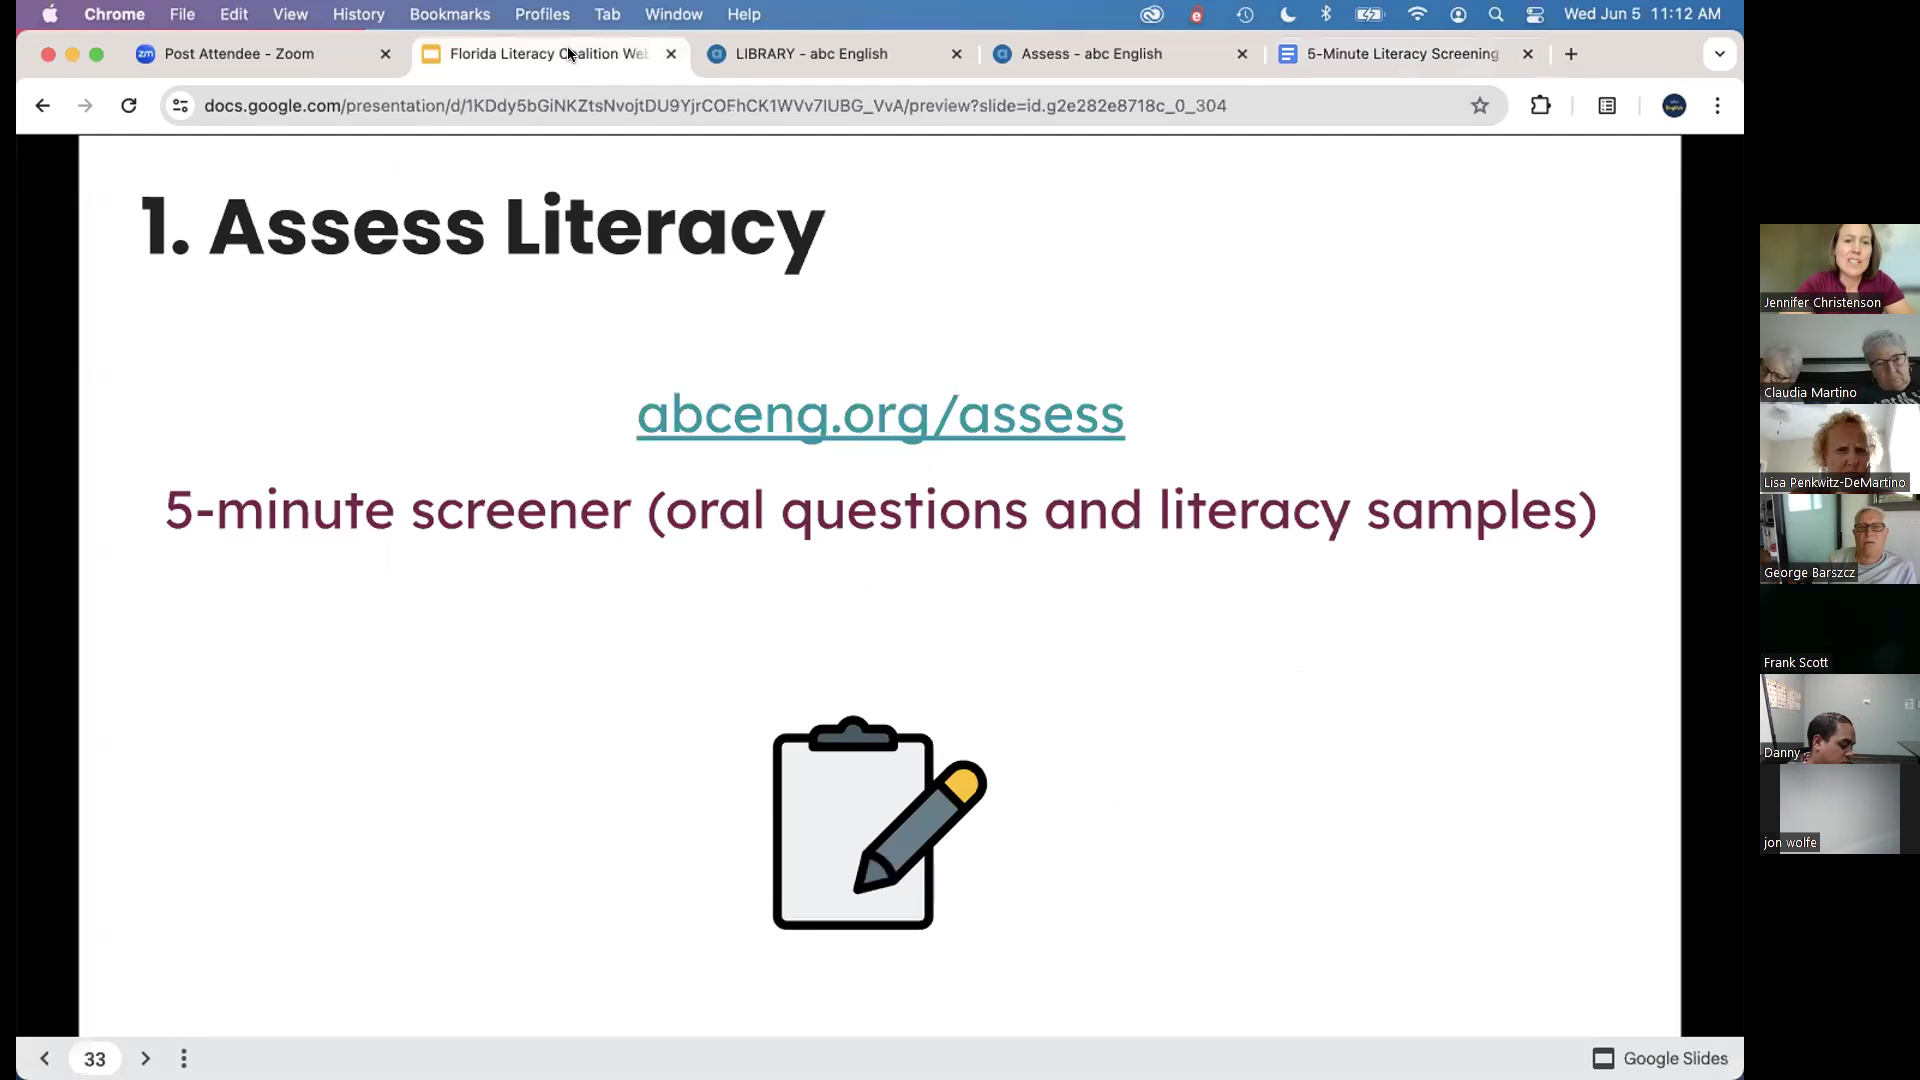 Chrome File Edit View History Bookmarks Profiles Tab Window Help Wed Jun 5 11:12 AM
zm Post Attendee - Zoom Florida Literacy Coalition Web LIBRARY - abc English Assess - abc English 5-Minute Literacy Screening
docs.google.com/presentation/d/1KDdy5bGiNKZtsNvojtDU9YjrCOFhCK1WVv7lUBG_VvA/preview?slide=id.g2e282e8718c_0_304
1. Assess Literacy
abceng.org/assess
5-minute screener (oral questions and literacy samples)
33 Google Slides
Jennifer Christenson
Claudia Martino
Lisa Penkwitz-DeMartino
George Barszcz
Frank Scott
Danny
jon wolfe